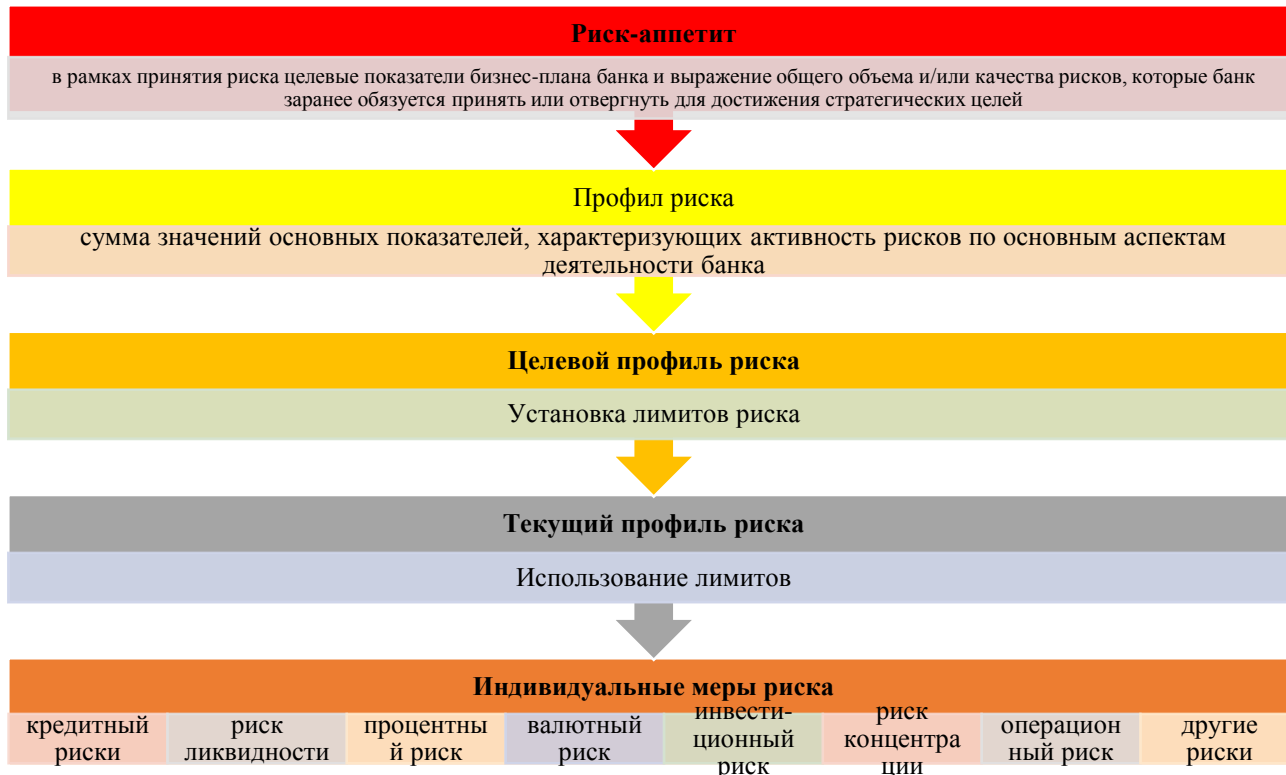 Риск-аппетит
в рамках принятия риска целевые показатели бизнес-плана банка и выражение общего объема и/или качества рисков, которые банк
заранее обязуется принять или отвергнуть для достижения стратегических целей
Профил риска
сумма значений основных показателей, характеризующих активность рисков по основным аспектам
деятельности банка
Целевой профиль риска
Установка лимитов риска
Текущий профиль риска
Использование лимитов
Индивидуальные меры риска
кредитный
риски
риск
ликвидности
процентны
й риск
валютный
риск
инвести-
ционный
риск
риск
концентра
ции
операцион
ный риск
другие
риски